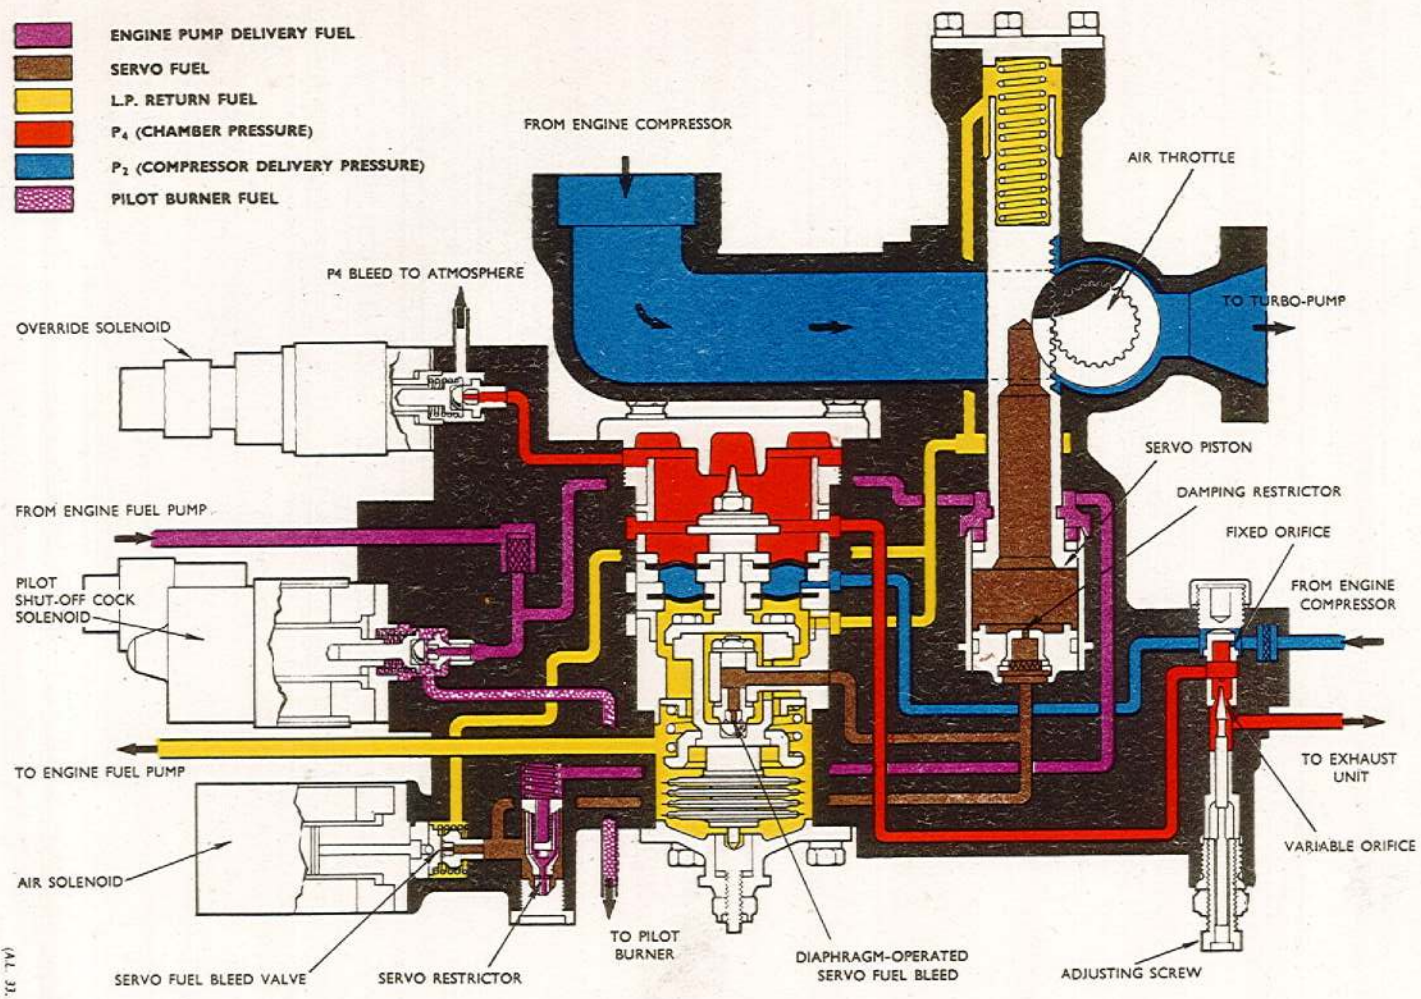 ENGINE PUMP DELIVERY FUEL
SERVO FUEL
L.P. RETURN FUEL
P4 (CHAMBER PRESSURE)
P2 (COMPRESSOR DELIVERY PRESSURE)
PILOT BURNER FUEL
FROM ENGINE COMPRESSOR
AIR THROTTLE
P4 BLEED TO ATMOSPHERE
OVERRIDE SOLENOID
TO TURBO-PUMP
SERVO PISTON
DAMPING RESTRICTOR
FROM ENGINE FUEL PUMP
FIXED ORIFICE
PILOT
SHUT-OFF COCK
SOLENOID
FROM ENGINE
COMPRESSOR
TO ENGINE FUEL PUMP
TO EXHAUST
UNIT
VARIABLE ORIFICE
AIR SOLENOID
TO PILOT
BURNER
DIAPHRAGM-OPERATED
SERVO FUEL BLEED
ADJUSTING SCREW
SERVO FUEL BLEED VALVE
SERVO RESTRICTOR
(A.L. 33.